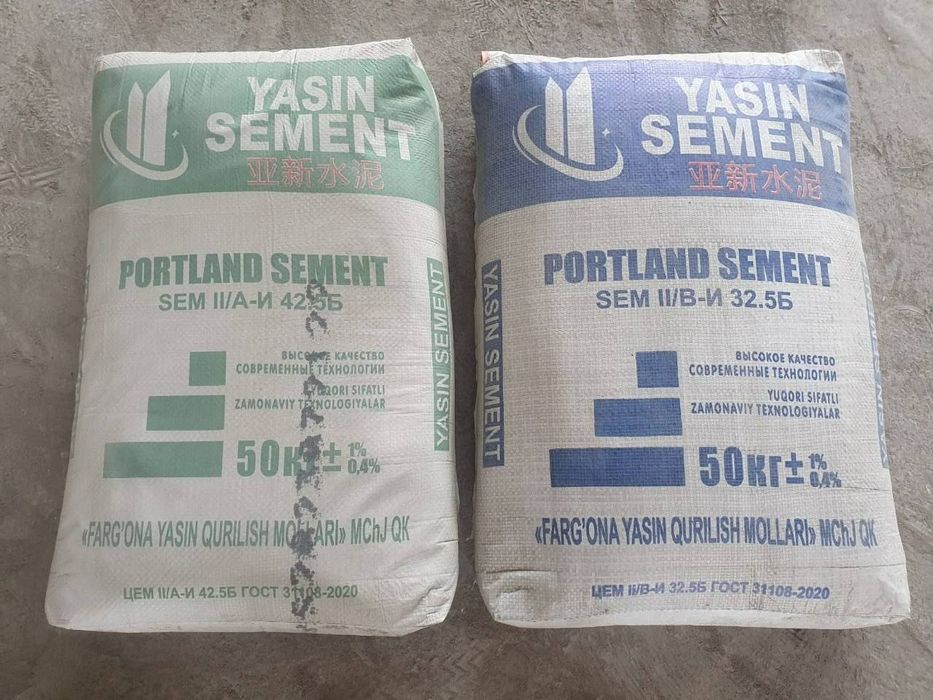 YASIN
SEMENT
亚新水泥
PORTLAND SEMENT
SEM II/A-И 42.5Б
YASIN SEMENT
ВЫСОКОЕ КАЧЕСТВО
СОВРЕМЕННЫЕ ТЕХНОЛОГИИ
YUQORI SIFATLI
ZAMONAVIY TEXNOLOGIYALAR
50кг± 1%
0,4%
«FARG'ONA YASIN QURILISH MOLLARI» MChJ QK
ЦЕМ II/А-И 42.5Б ГОСТ 31108-2020
YASIN
SEMENT
亚新水泥
PORTLAND SEMENT
SEM II/B-И 32.5Б
YASIN SEMENT
ВЫСОКОЕ КАЧЕСТВО
СОВРЕМЕННЫЕ ТЕХНОЛОГИИ
YUQORI SIFATLI
ZAMONAVIY TEXNOLOGIYALAR
50кг± 1%
0,4%
«FARG'ONA YASIN QURILISH MOLLARI» MChJ QK
ЦЕМ II/В-И 32.5Б ГОСТ 31108-2020